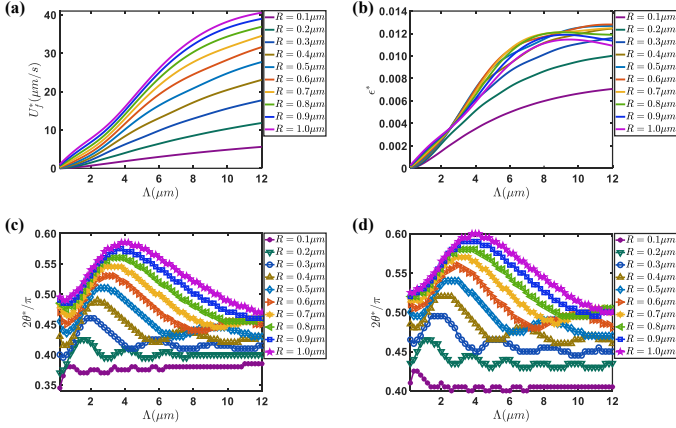 (a)
40
30
20
10
0
U*f(μm/s)
2 4 6 8 10 12
Λ(μm)
R = 0.1μm
R = 0.2μm
R = 0.3μm
R = 0.4μm
R = 0.5μm
R = 0.6μm
R = 0.7μm
R = 0.8μm
R = 0.9μm
R = 1.0μm
(b)
0.014
0.012
0.010
0.008
0.006
0.004
0.002
0.000
ϵ*
2 4 6 8 10 12
Λ(μm)
R = 0.1μm
R = 0.2μm
R = 0.3μm
R = 0.4μm
R = 0.5μm
R = 0.6μm
R = 0.7μm
R = 0.8μm
R = 0.9μm
R = 1.0μm
(c)
0.60
0.55
0.50
0.45
0.40
0.35
2θ*/π
2 4 6 8 10 12
Λ(μm)
R = 0.1μm
R = 0.2μm
R = 0.3μm
R = 0.4μm
R = 0.5μm
R = 0.6μm
R = 0.7μm
R = 0.8μm
R = 0.9μm
R = 1.0μm
(d)
0.60
0.55
0.50
0.45
0.40
2θ*/π
2 4 6 8 10 12
Λ(μm)
R = 0.1μm
R = 0.2μm
R = 0.3μm
R = 0.4μm
R = 0.5μm
R = 0.6μm
R = 0.7μm
R = 0.8μm
R = 0.9μm
R = 1.0μm